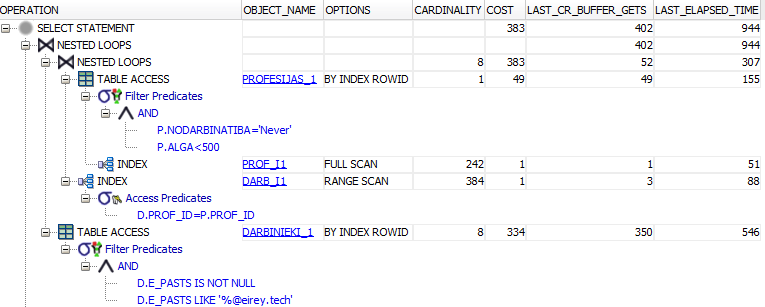 OPERATION OBJECT_NAME OPTIONS CARDINALITY COST LAST_CR_BUFFER_GETS LAST_ELAPSED_TIME
SELECT STATEMENT 383 402 944
NESTED LOOPS 402 944
NESTED LOOPS 8 383 52 307
TABLE ACCESS PROFESIJAS_1 BY INDEX ROWID 1 49 49 155
Filter Predicates
AND
P.NODARBINATIBA='Never'
P.ALGA<500
INDEX PROF_I1 FULL SCAN 242 1 1 51
INDEX DARB_I1 RANGE SCAN 384 1 3 88
Access Predicates
D.PROF_ID=P.PROF_ID
TABLE ACCESS DARBINIEKI_1 BY INDEX ROWID 8 334 350 546
Filter Predicates
AND
D.E_PASTS IS NOT NULL
D.E_PASTS LIKE '%@eirey.tech'